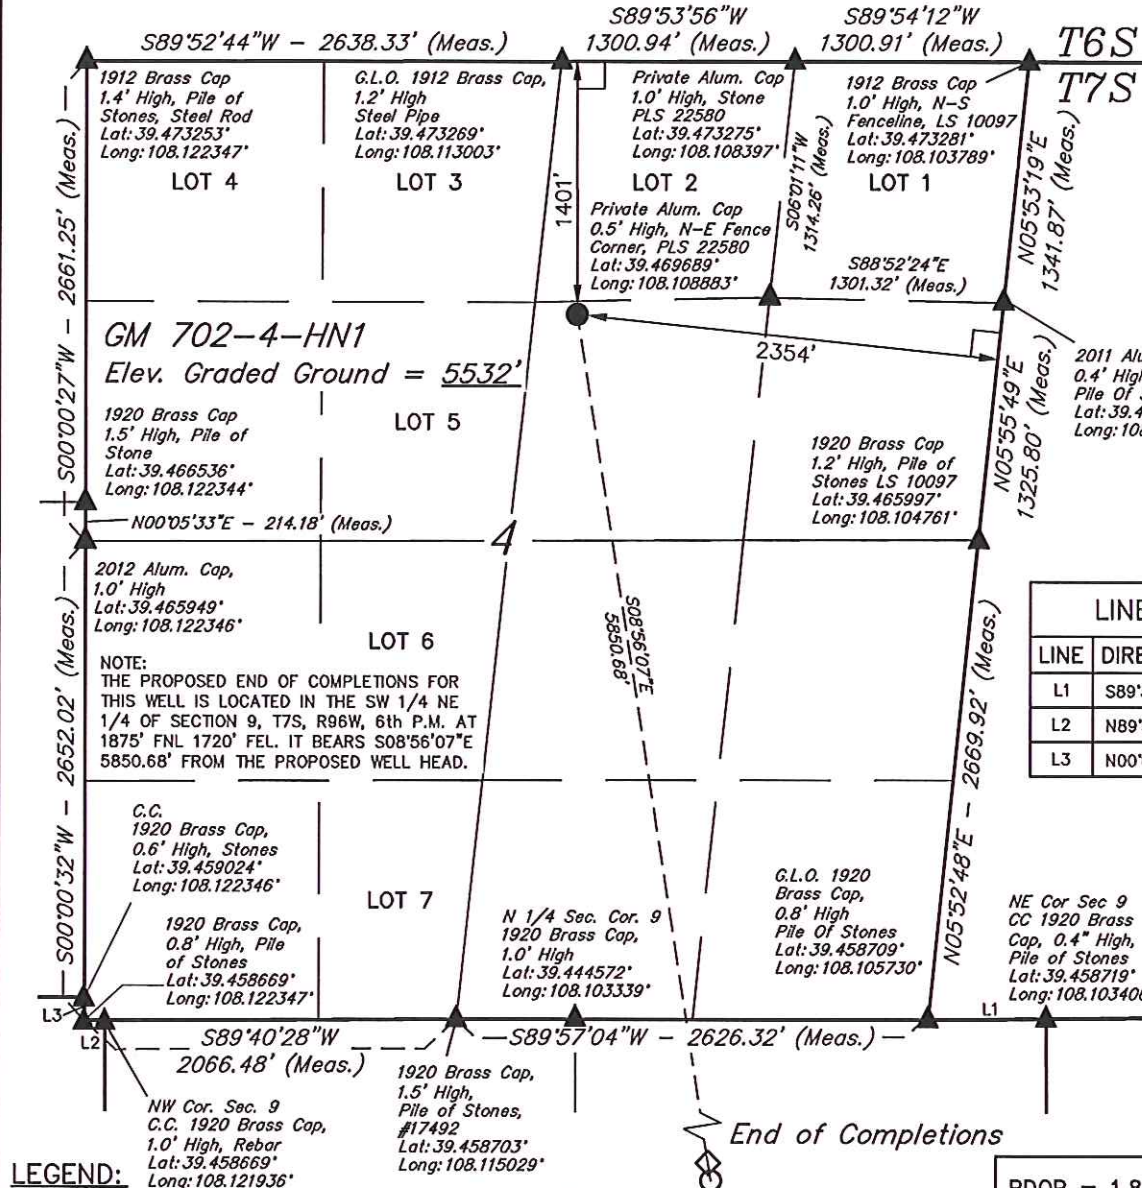 S89°52'44"W - 2638.33' (Meas.)
S89°53'56"W
1300.94' (Meas.)
S89°54'12"W
1300.91' (Meas.)
T6S
T7S
1912 Brass Cap
1.4' High, Pile of
Stones, Steel Rod
Lat: 39.473253°
Long: 108.122347°
LOT 4
G.L.O. 1912 Brass Cap,
1.2' High
Steel Pipe
Lat: 39.473269°
Long: 108.113003°
LOT 3
Private Alum. Cap
1.0' High, Stone
PLS 22580
Lat: 39.473275°
Long: 108.108397°
LOT 2
1912 Brass Cap
1.0' High, N-S
Fenceline, LS 10097
Lat: 39.473281°
Long: 108.103789°
LOT 1
S00°00'27"W - 2661.25' (Meas.)
1401'
Private Alum. Cap
0.5' High, N-E Fence
Corner, PLS 22580
Lat: 39.469689°
Long: 108.108883°
S06°01'11"W
1314.26' (Meas.)
S88°52'24"E
1301.32' (Meas.)
N05°53'19"E
1341.87' (Meas.)
GM 702-4-HN1
Elev. Graded Ground = 5532'
2354'
LOT 5
1920 Brass Cap
1.5' High, Pile of
Stone
Lat: 39.466536°
Long: 108.122344°
1920 Brass Cap
1.2' High, Pile of
Stones LS 10097
Lat: 39.465997°
Long: 108.104761°
N05°55'49"E
1325.80' (Meas.)
2011
0.4' High
Pile Of
Lat: 39.4
Long: 108
N00°05'33"E - 214.18' (Meas.)
4
2012 Alum. Cap,
1.0' High
Lat: 39.465949°
Long: 108.122346°
LOT 6
S08°56'07"E
5850.68'
NOTE:
THE PROPOSED END OF COMPLETIONS FOR
THIS WELL IS LOCATED IN THE SW 1/4 NE
1/4 OF SECTION 9, T7S, R96W, 6th P.M. AT
1875' FNL 1720' FEL. IT BEARS S08°56'07"E
5850.68' FROM THE PROPOSED WELL HEAD.
LINE
LINE
L1 S89°
L2 N89°
L3 N00°
S00°00'32"W - 2652.02' (Meas.)
N05°52'48"E - 2669.92' (Meas.)
C.C.
1920 Brass Cap,
0.6' High, Stones
Lat: 39.459024°
Long: 108.122346°
LOT 7
1920 Brass Cap,
0.8' High, Pile
of Stones
Lat: 39.458669°
Long: 108.122347°
N 1/4 Sec. Cor. 9
1920 Brass Cap,
1.0' High
Lat: 39.444572°
Long: 108.103339°
G.L.O. 1920
Brass Cap,
0.8' High
Pile Of Stones
Lat: 39.458709°
Long: 108.105730°
NE Cor Sec 9
CC 1920 Brass
Cap, 0.4" High,
Pile of Stones
Lat: 39.458719°
L3
L2
L1
S89°40'28"W
2066.48' (Meas.)
S89°57'04"W - 2626.32' (Meas.)
NW Cor. Sec. 9
C.C. 1920 Brass Cap,
1.0' High, Rebar
Lat: 39.458669°
Long: 108.121936°
1920 Brass Cap,
1.5' High,
Pile of Stones,
#17492
Lat: 39.458703°
Long: 108.115029°
End of Completions
LEGEND:
PDOP = 1.8